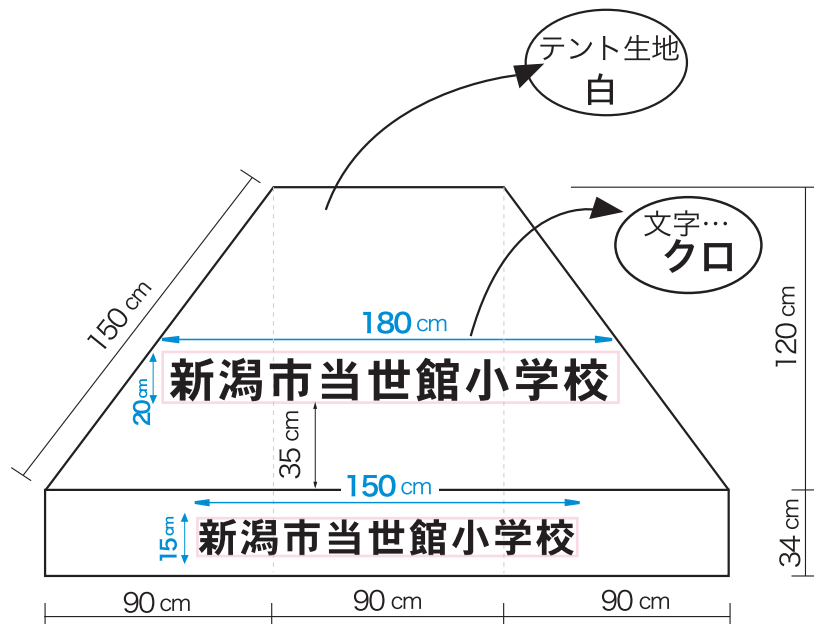 テント生地
白
文字…
クロ
150 cm
180 cm
120 cm
20cm
新潟市当世館小学校
35 cm
150 cm
15cm
新潟市当世館小学校
34 cm
90 cm
90 cm
90 cm